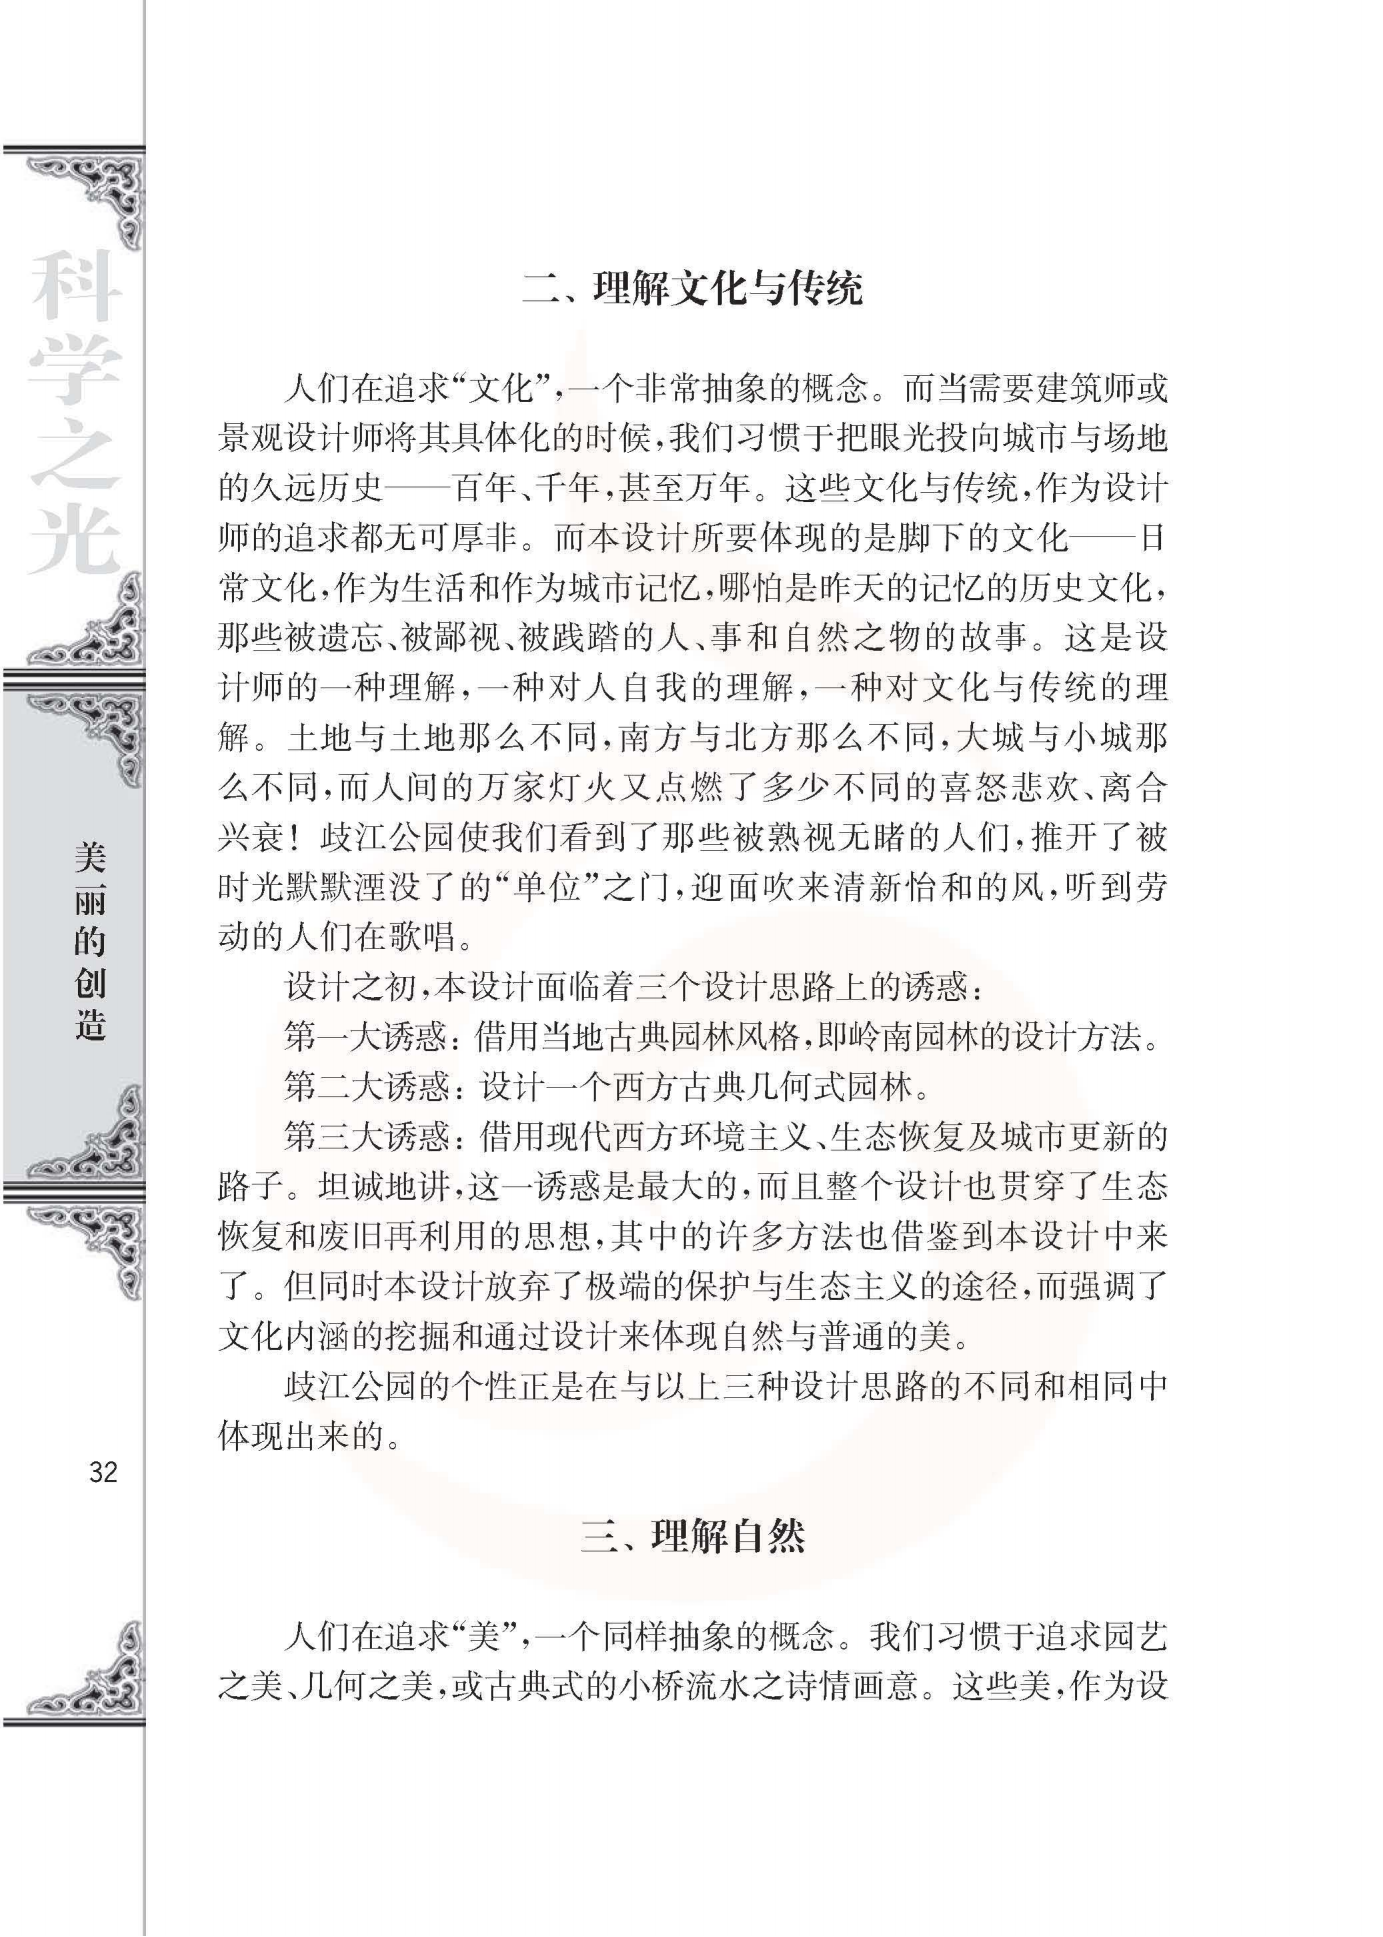 科学之光
美丽的创造
32
二、理解文化与传统
人们在追求“文化”，一个非常抽象的概念。而当需要建筑师或
景观设计师将其具体化的时候，我们习惯于把眼光投向城市与场地
的久远历史——百年、千年，甚至万年。这些文化与传统，作为设计
师的追求都无可厚非。而本设计所要体现的是脚下的文化——日
常文化，作为生活和作为城市记忆，哪怕是昨天的记忆的历史文化，
那些被遗忘、被鄙视、被践踏的人、事和自然之物的故事。这是设
计师的一种理解，一种对人自我的理解，一种对文化与传统的理
解。土地与土地那么不同，南方与北方那么不同，大城与小城那
么不同，而人间的万家灯火又点燃了多少不同的喜怒悲欢、离合
兴衰！歧江公园使我们看到了那些被熟视无睹的人们，推开了被
时光默默湮没了的“单位”之门，迎面吹来清新怡和的风，听到劳
动的人们在歌唱。
设计之初，本设计面临着三个设计思路上的诱惑：
第一大诱惑：借用当地古典园林风格，即岭南园林的设计方法。
第二大诱惑：设计一个西方古典几何式园林。
第三大诱惑：借用现代西方环境主义、生态恢复及城市更新的
路子。坦诚地讲，这一诱惑是最大的，而且整个设计也贯穿了生态
恢复和废旧再利用的思想，其中的许多方法也借鉴到本设计中来
了。但同时本设计放弃了极端的保护与生态主义的途径，而强调了
文化内涵的挖掘和通过设计来体现自然与普通的美。
歧江公园的个性正是在与以上三种设计思路的不同和相同中
体现出来的。
三、理解自然
人们在追求“美”，一个同样抽象的概念。我们习惯于追求园艺
之美、几何之美，或古典式的小桥流水之诗情画意。这些美，作为设